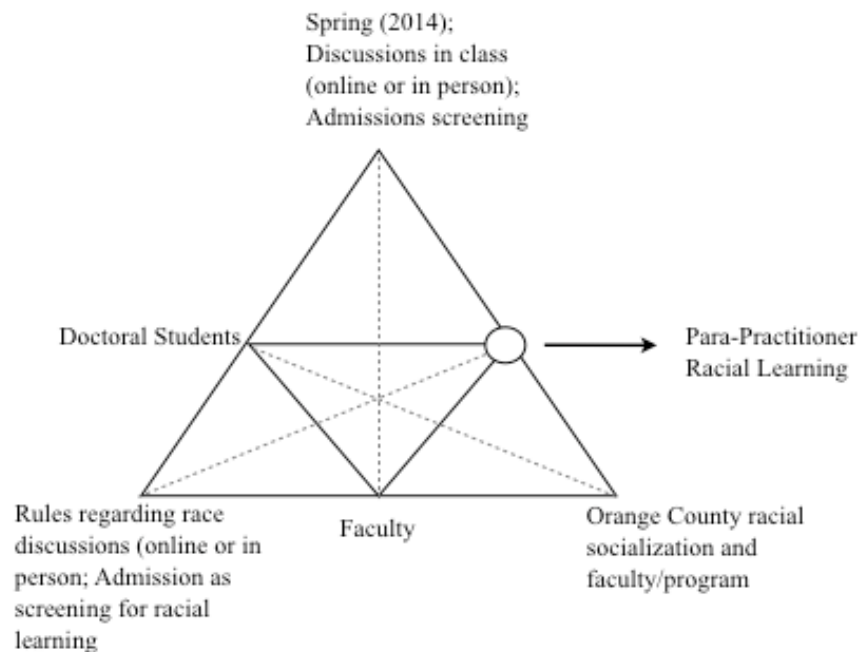 Spring (2014);
Discussions in class
(online or in person);
Admissions screening
Doctoral Students
Para-Practitioner
Racial Learning
Rules regarding race
discussions (online or in
person; Admission as
screening for racial
learning
Faculty
Orange County racial
socialization and
faculty/program